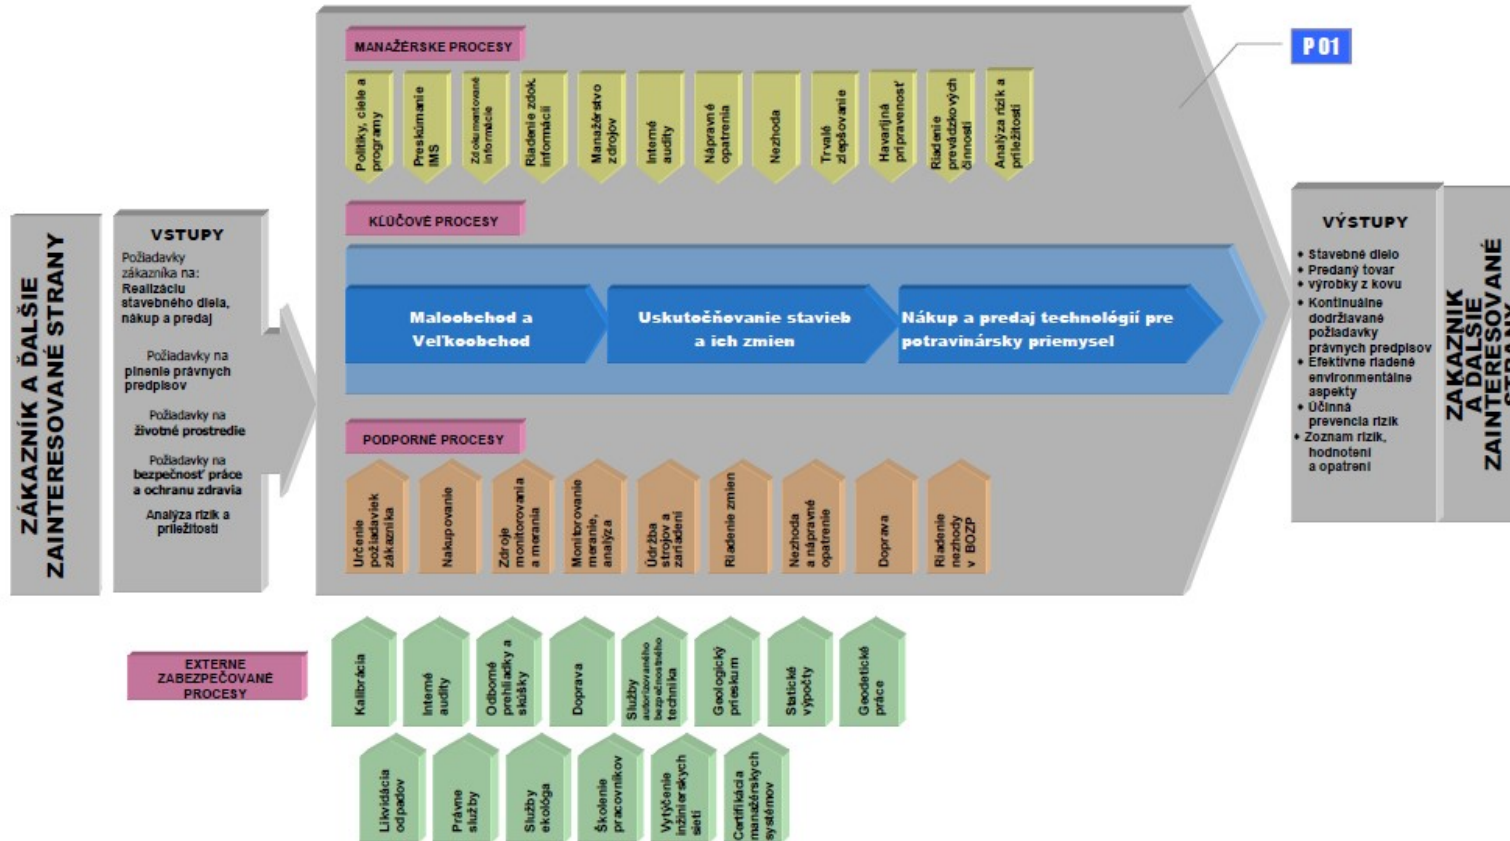 P 01
MANAŽÉRSKE PROCESY
Politiky, ciele a
programy
Preskúmanie
IMS
Zdokumentované
informácie
Riadenie zdok.
informácií
Manažérstvo
zdrojov
Interné
audity
Nápravné
opatrenia
Nezhoda
Trvalé
zlepšovanie
Havarijná
pripravenosť
Riadenie
prevádzkových
činností
Analýza rizík a
príležitostí
ZÁKAZNÍK A ĎALŠIE
ZAINTERESOVANÉ STRANY
VSTUPY
Požiadavky
zákazníka na:
Realizáciu
stavebného diela,
nákup a predaj
Požiadavky na
plnenie právnych
predpisov
Požiadavky na
životné prostredie
Požiadavky na
bezpečnosť práce
a ochranu zdravia
Analýza rizík a
príležitostí
KĽÚČOVÉ PROCESY
Maloobchod a
Veľkoobchod
Uskutočňovanie stavieb
a ich zmien
Nákup a predaj technológií pre
potravinársky priemysel
PODPORNÉ PROCESY
Určenie
požiadaviek
zákazníka
Nakupovanie
Zdroje
monitorovania
a merania
Monitorovanie
meranie,
analýza
Údržba
strojov a
zariadení
Riadenie zmien
Nezhoda
a nápravné
opatrenie
Doprava
Riadenie
nezhody
v BOZP
VÝSTUPY
• Stavebné dielo
• Predaný tovar
• výrobky z kovu
• Kontinuálne
dodržiavané
požiadavky
právnych predpisov
• Efektívne riadené
environmentálne
aspekty
• Účinná
prevencia rizík
• Zoznam rizík,
hodnotení
a opatrení
ZÁKAZNÍK
A ĎALŠIE
ZAINTERESOVANÉ
STRANY
EXTERNE
ZABEZPEČOVANÉ
PROCESY
Kalibrácia
Interné
audity
Odborné
prehliadky a
skúšky
Doprava
Služby
autorizovaného
bezpečnostného
technika
Geologický
prieskum
Statické
výpočty
Geodetické
práce
Likvidácia
odpadov
Právne
služby
Služby
ekológa
Školenie
pracovníkov
Vytýčenie
inžinierskych
sietí
Certifikácia
manažérskych
systémov